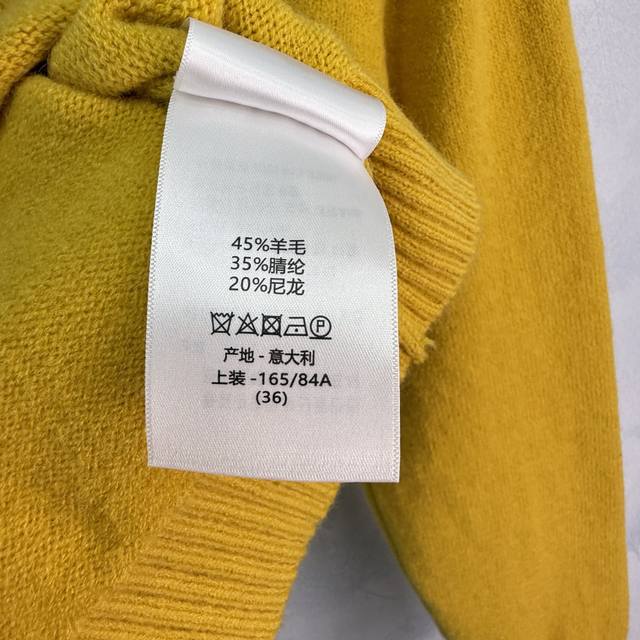 45%羊毛
35%腈纶
20%尼龙
产地 - 意大利
上装 -165/84A
(36)